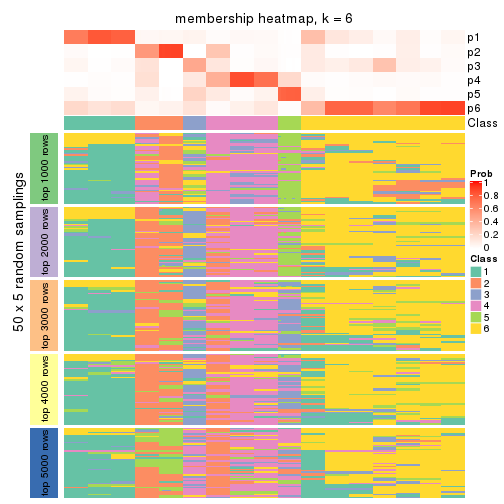 membership heatmap, k = 6
p1
p2
p3
p4
p5
p6
Class
50 x 5 random samplings
top 1000 rows
top 2000 rows
top 3000 rows
top 4000 rows
top 5000 rows
Prob
1
0.8
0.6
0.4
0.2
0
Class
1
2
3
4
5
6